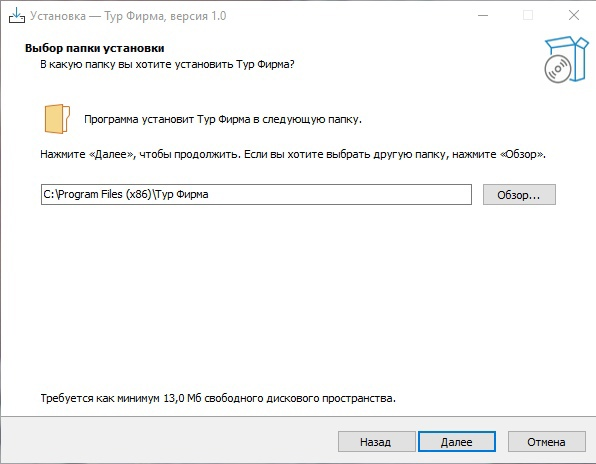 Установка — Тур Фирма, версия 1.0
Выбор папки установки
В какую папку вы хотите установить Тур Фирма?
Программа установит Тур Фирма в следующую папку.
Нажмите «Далее», чтобы продолжить. Если вы хотите выбрать другую папку, нажмите «Обзор».
C:\Program Files (x86)\Тур Фирма
Обзор...
Требуется как минимум 13,0 Мб свободного дискового пространства.
Назад
Далее
Отмена